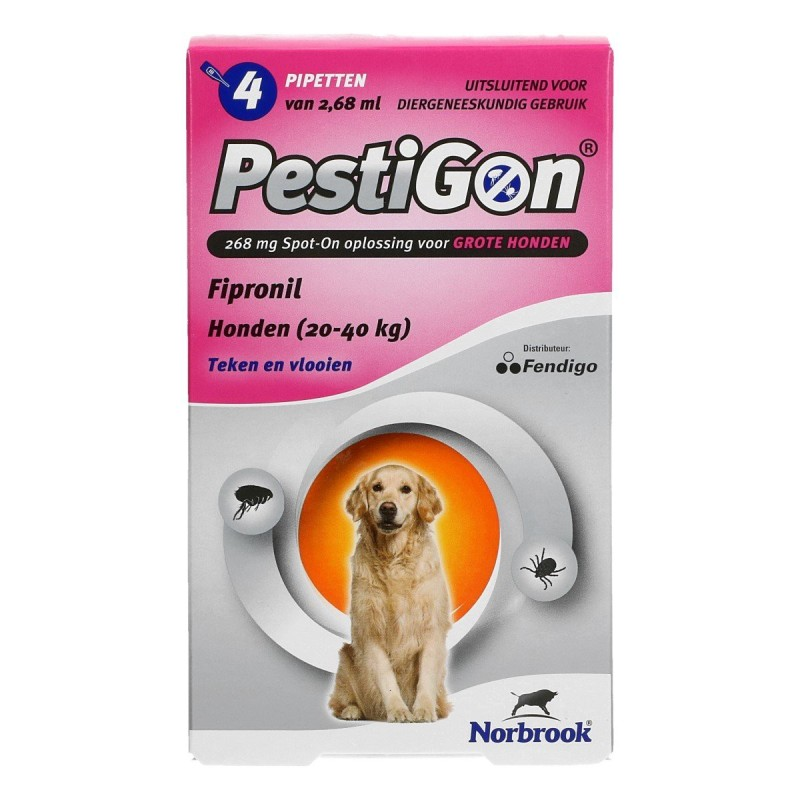 4 PIPETTEN
van 2,68 ml
UITSLUITEND VOOR
DIERGENEESKUNDIG GEBRUIK
PestiGon®
268 mg Spot-On oplossing voor GROTE HONDEN
Fipronil
Honden (20-40 kg)
Teken en vlooien
Distributeur:
Fendigo
Norbrook®